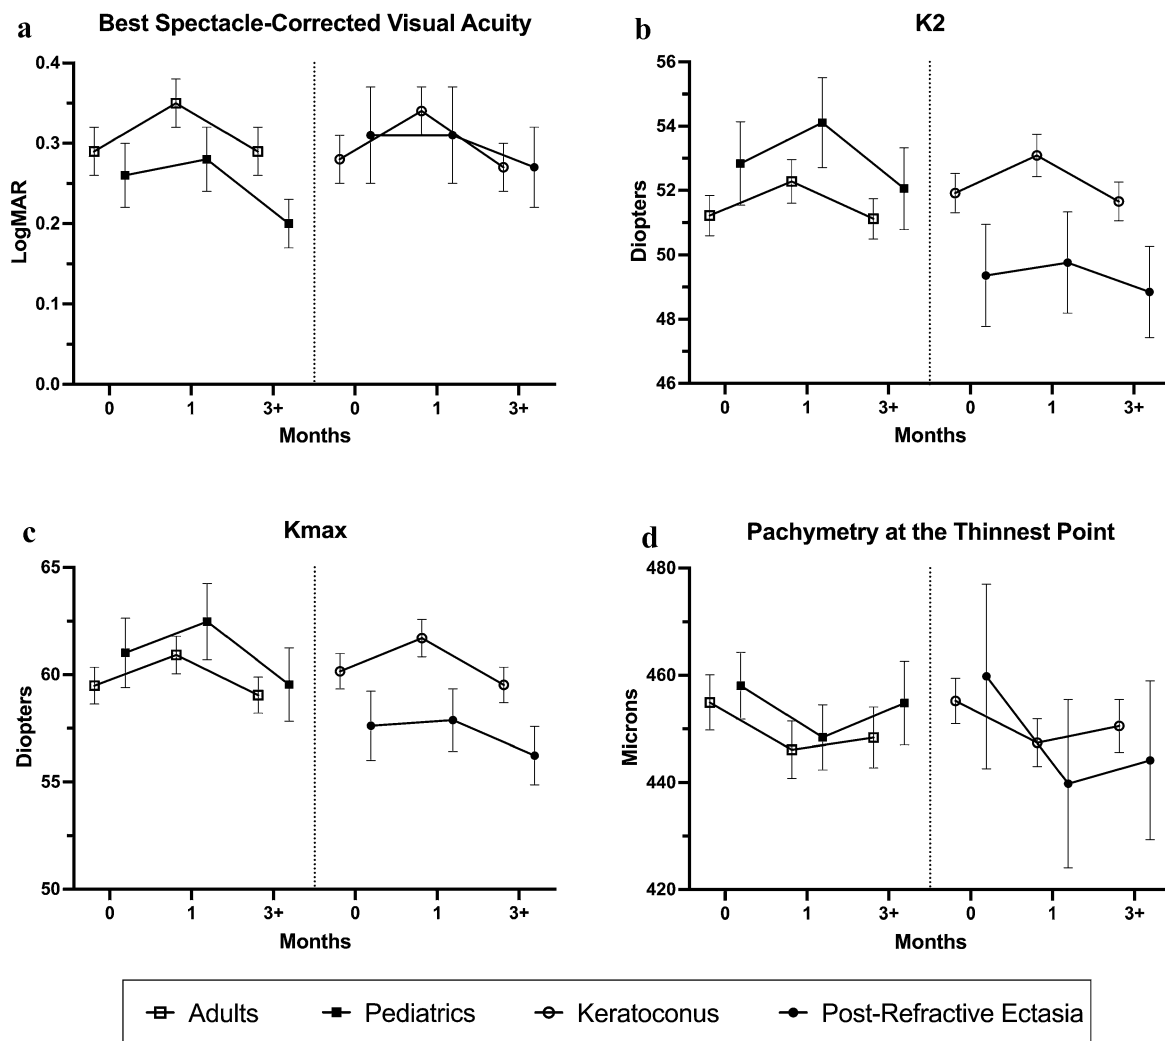 a Best Spectacle-Corrected Visual Acuity
0.4
0.3
0.2
0.1
0.0
LogMAR
0 1 3+ 0 1 3+
Months
b K2
56
54
52
50
48
46
Diopters
0 1 3+ 0 1 3+
Months
c Kmax
65
60
55
50
Diopters
0 1 3+ 0 1 3+
Months
d Pachymetry at the Thinnest Point
480
460
440
420
Microns
0 1 3+ 0 1 3+
Months
Adults Pediatrics Keratoconus Post-Refractive Ectasia